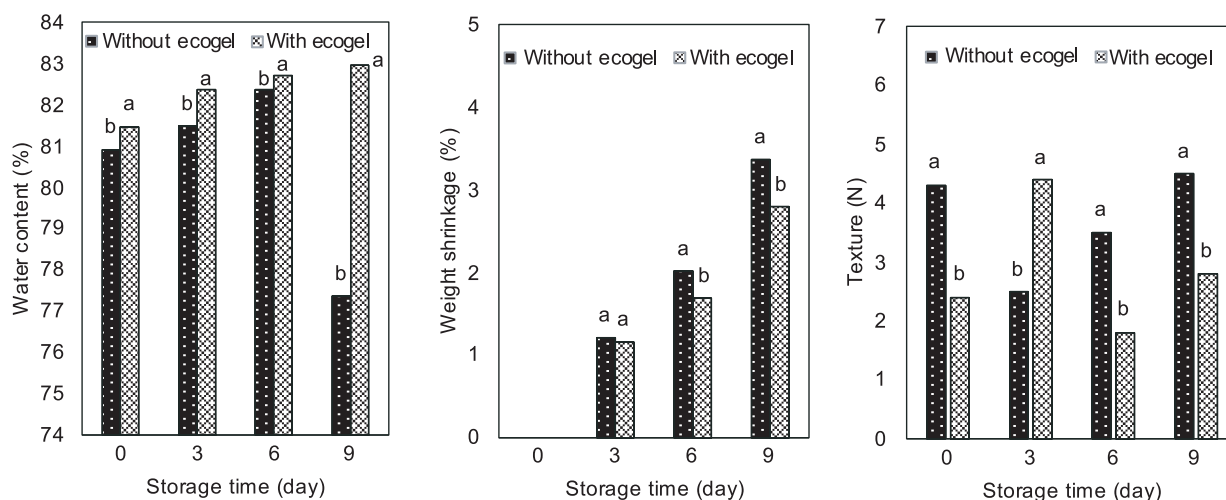 Water content (%)
84
83
82
81
80
79
78
77
76
75
74
Without ecogel With ecogel
b a b a b a b a
0 3 6 9
Storage time (day)
Weight shrinkage (%)
5
4
3
2
1
0
Without ecogel With ecogel
a a a b a b
0 3 6 9
Storage time (day)
Texture (N)
7
6
5
4
3
2
1
0
Without ecogel With ecogel
a b b a a b a b
0 3 6 9
Storage time (day)